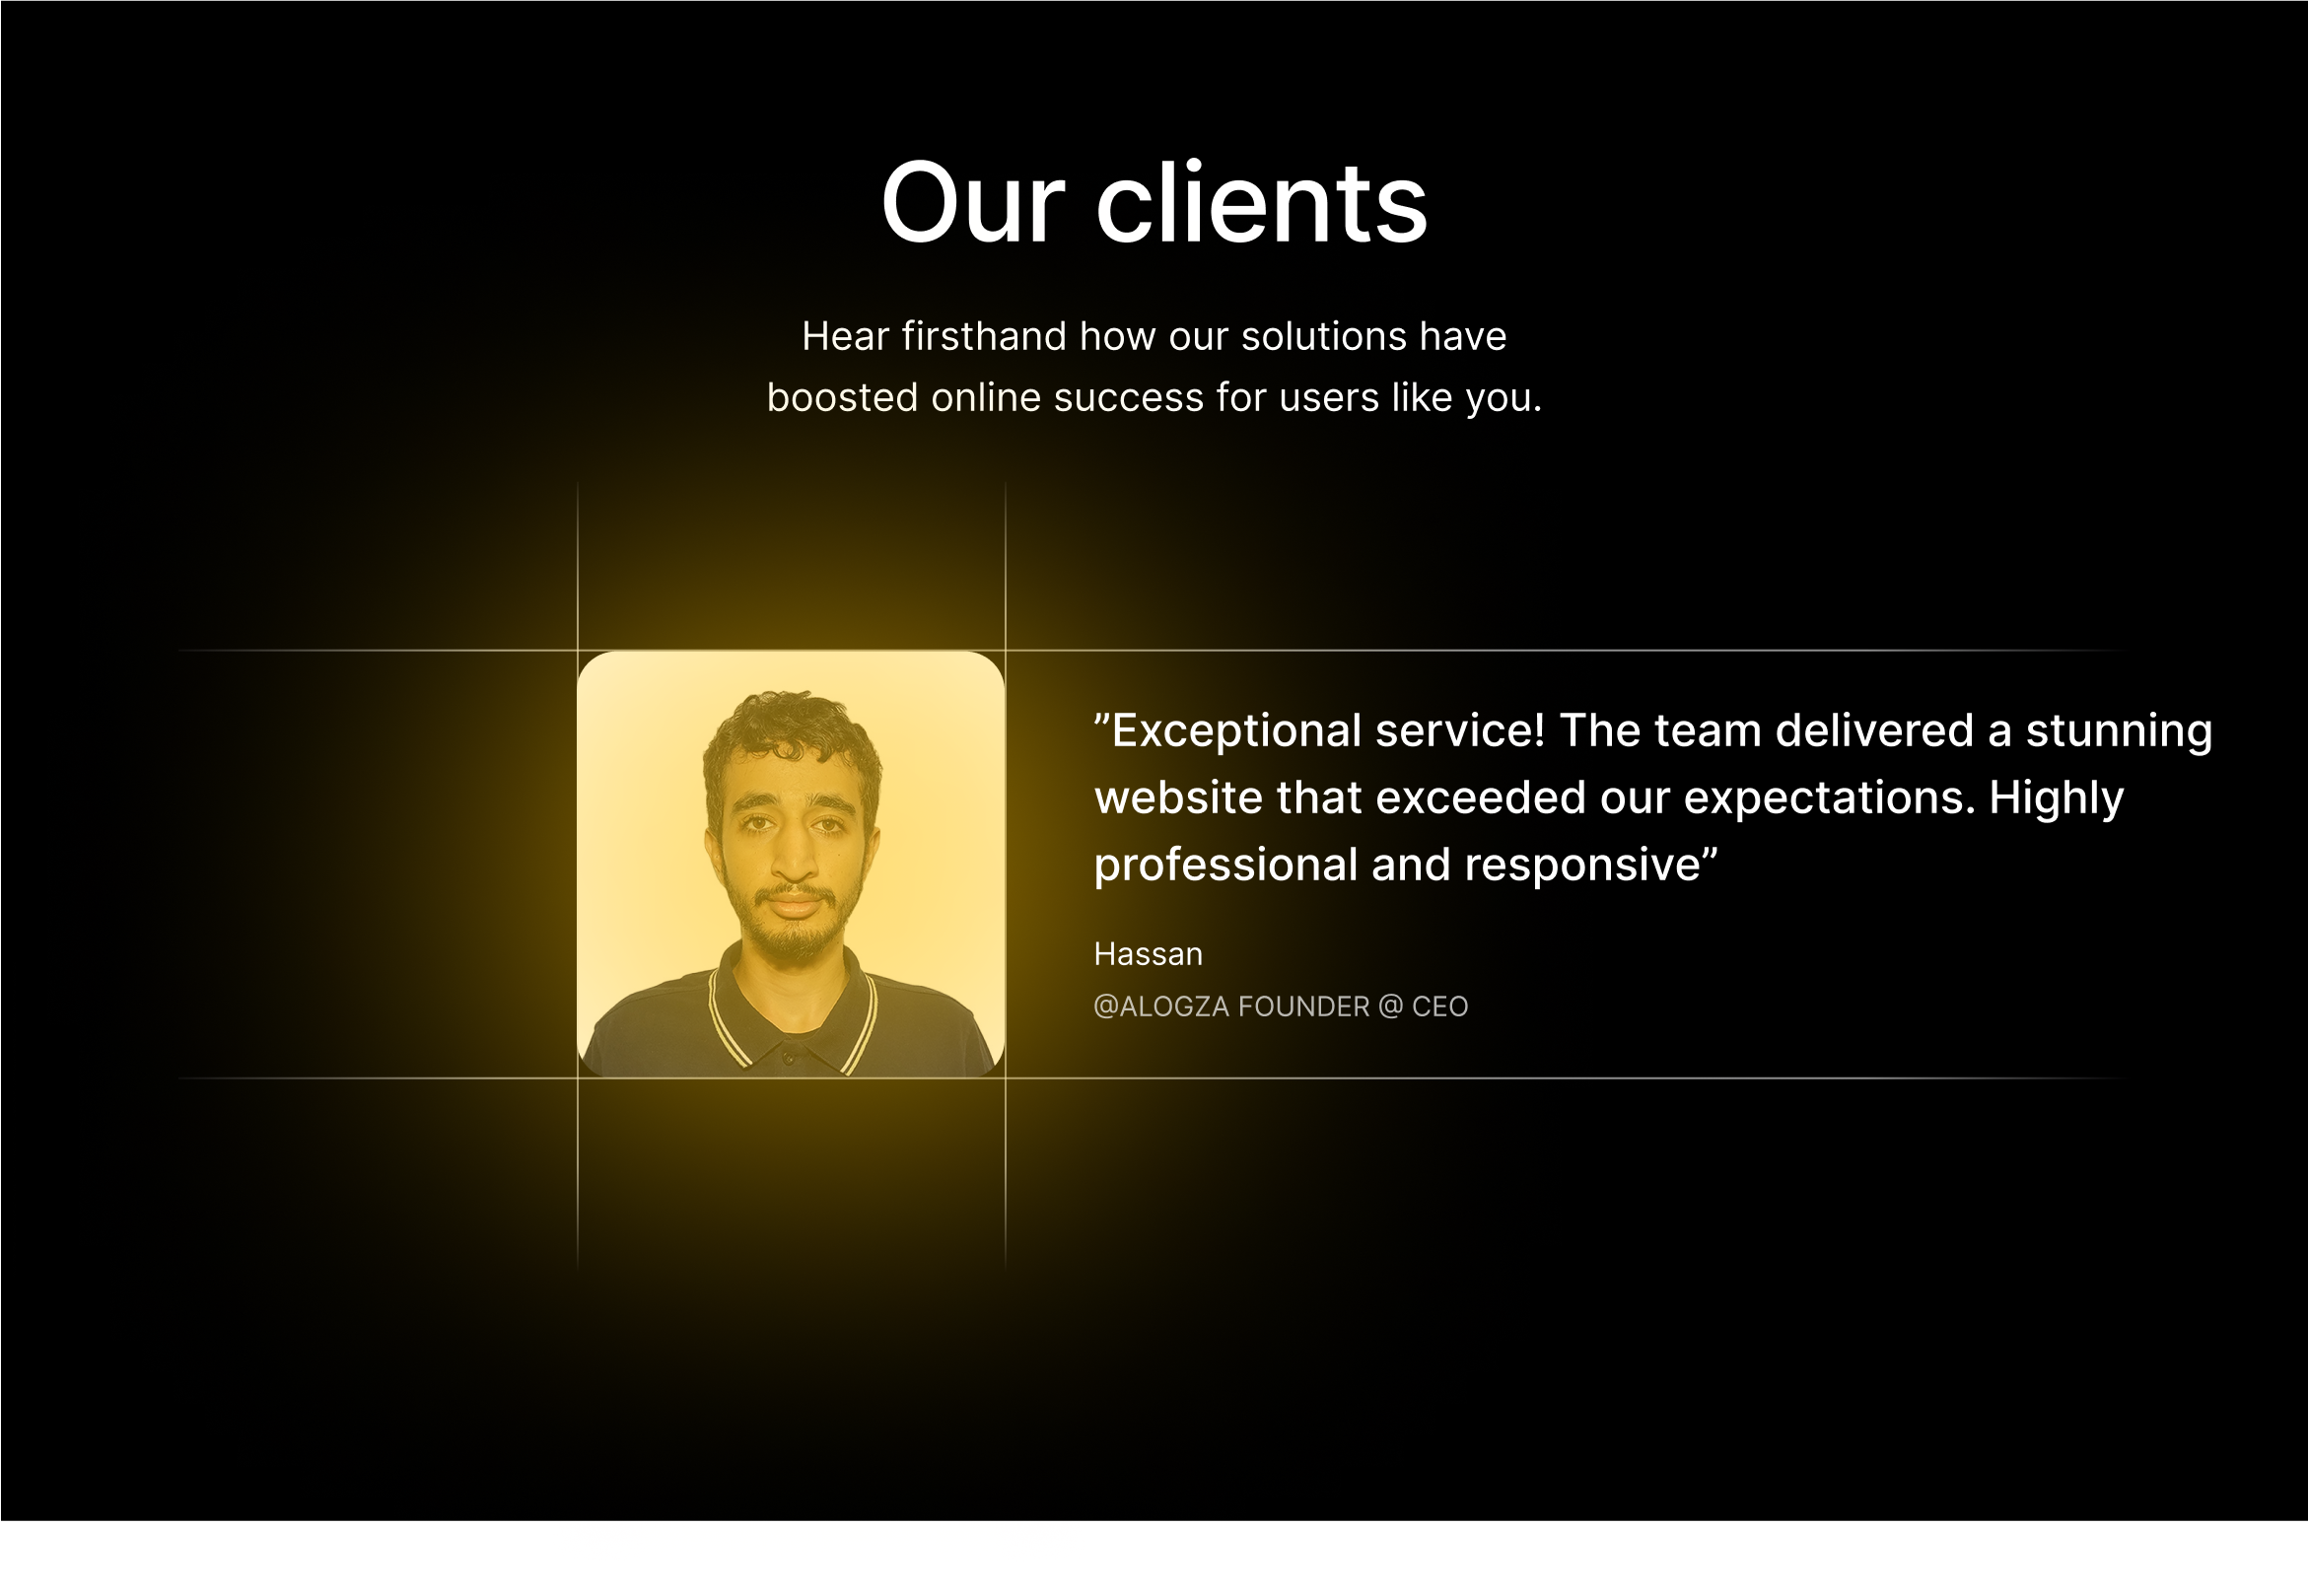 Our clients
Hear firsthand how our solutions have
boosted online success for users like you.
”Exceptional service! The team delivered a stunning
website that exceeded our expectations. Highly
professional and responsive”
Hassan
@ALOGZA FOUNDER @ CEO